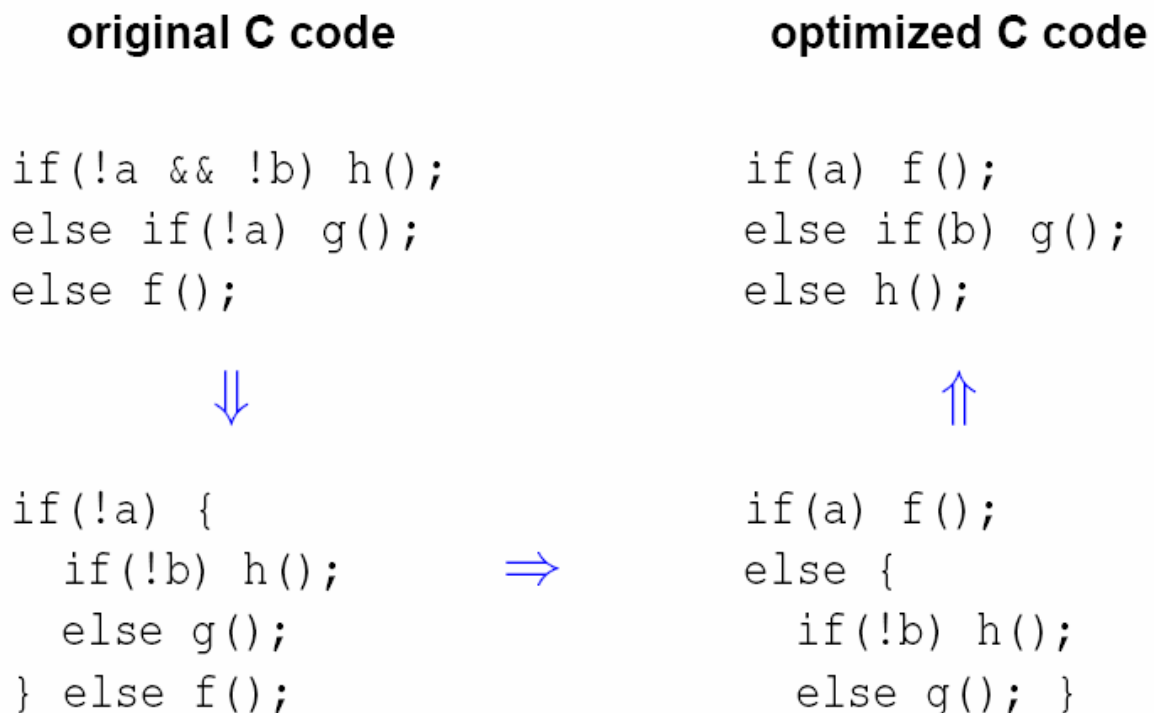 original C code
if(!a && !b) h();
else if(!a) g();
else f();
⇓
if(!a) {
  if(!b) h();
  else g();
} else f();
⇒
optimized C code
if(a) f();
else if(b) g();
else h();
⇑
if(a) f();
else {
  if(!b) h();
  else g(); }